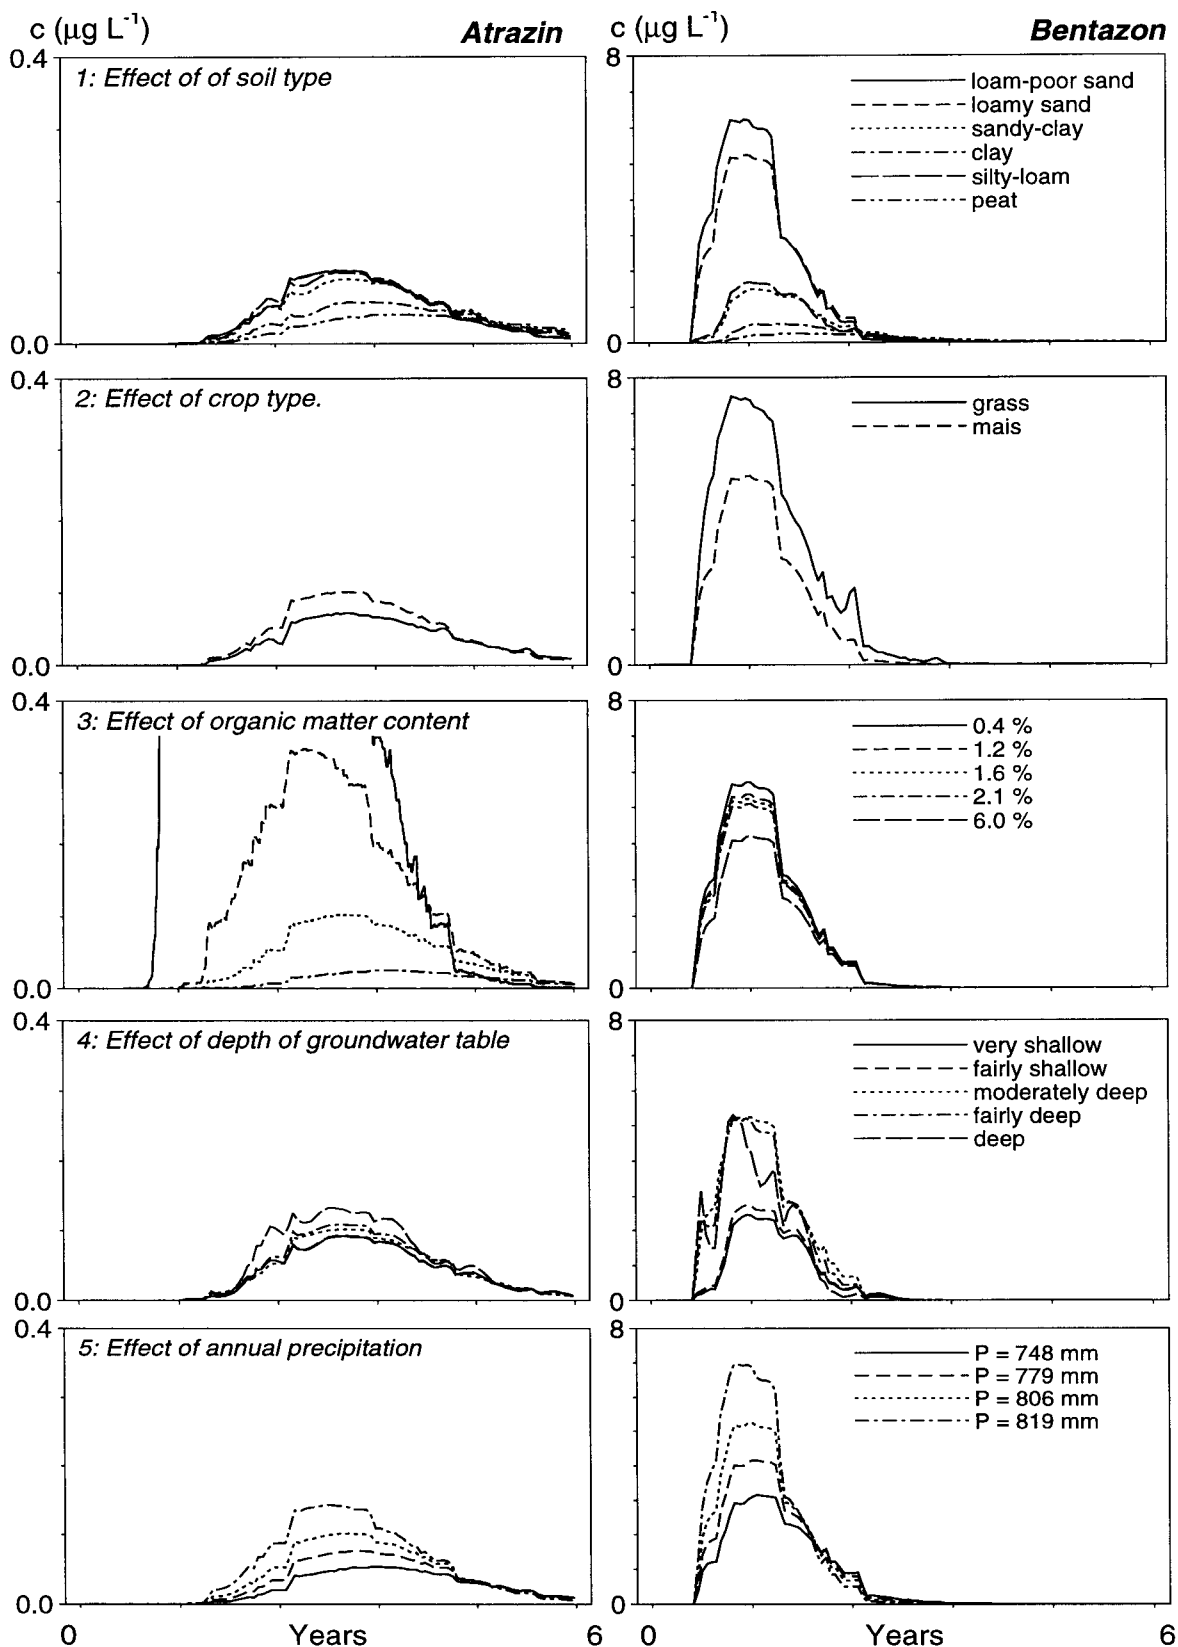 c (μg L⁻¹) Atrazin c (μg L⁻¹) Bentazon
0.4
1: Effect of of soil type
0.0
8
loam-poor sand
loamy sand
sandy-clay
clay
silty-loam
peat
0
0.4
2: Effect of crop type.
0.0
8
grass
mais
0
0.4
3: Effect of organic matter content
0.0
8
0.4 %
1.2 %
1.6 %
2.1 %
6.0 %
0
0.4
4: Effect of depth of groundwater table
0.0
8
very shallow
fairly shallow
moderately deep
fairly deep
deep
0
0.4
5: Effect of annual precipitation
0.0
8
P = 748 mm
P = 779 mm
P = 806 mm
P = 819 mm
0
0 Years 6 0 Years 6